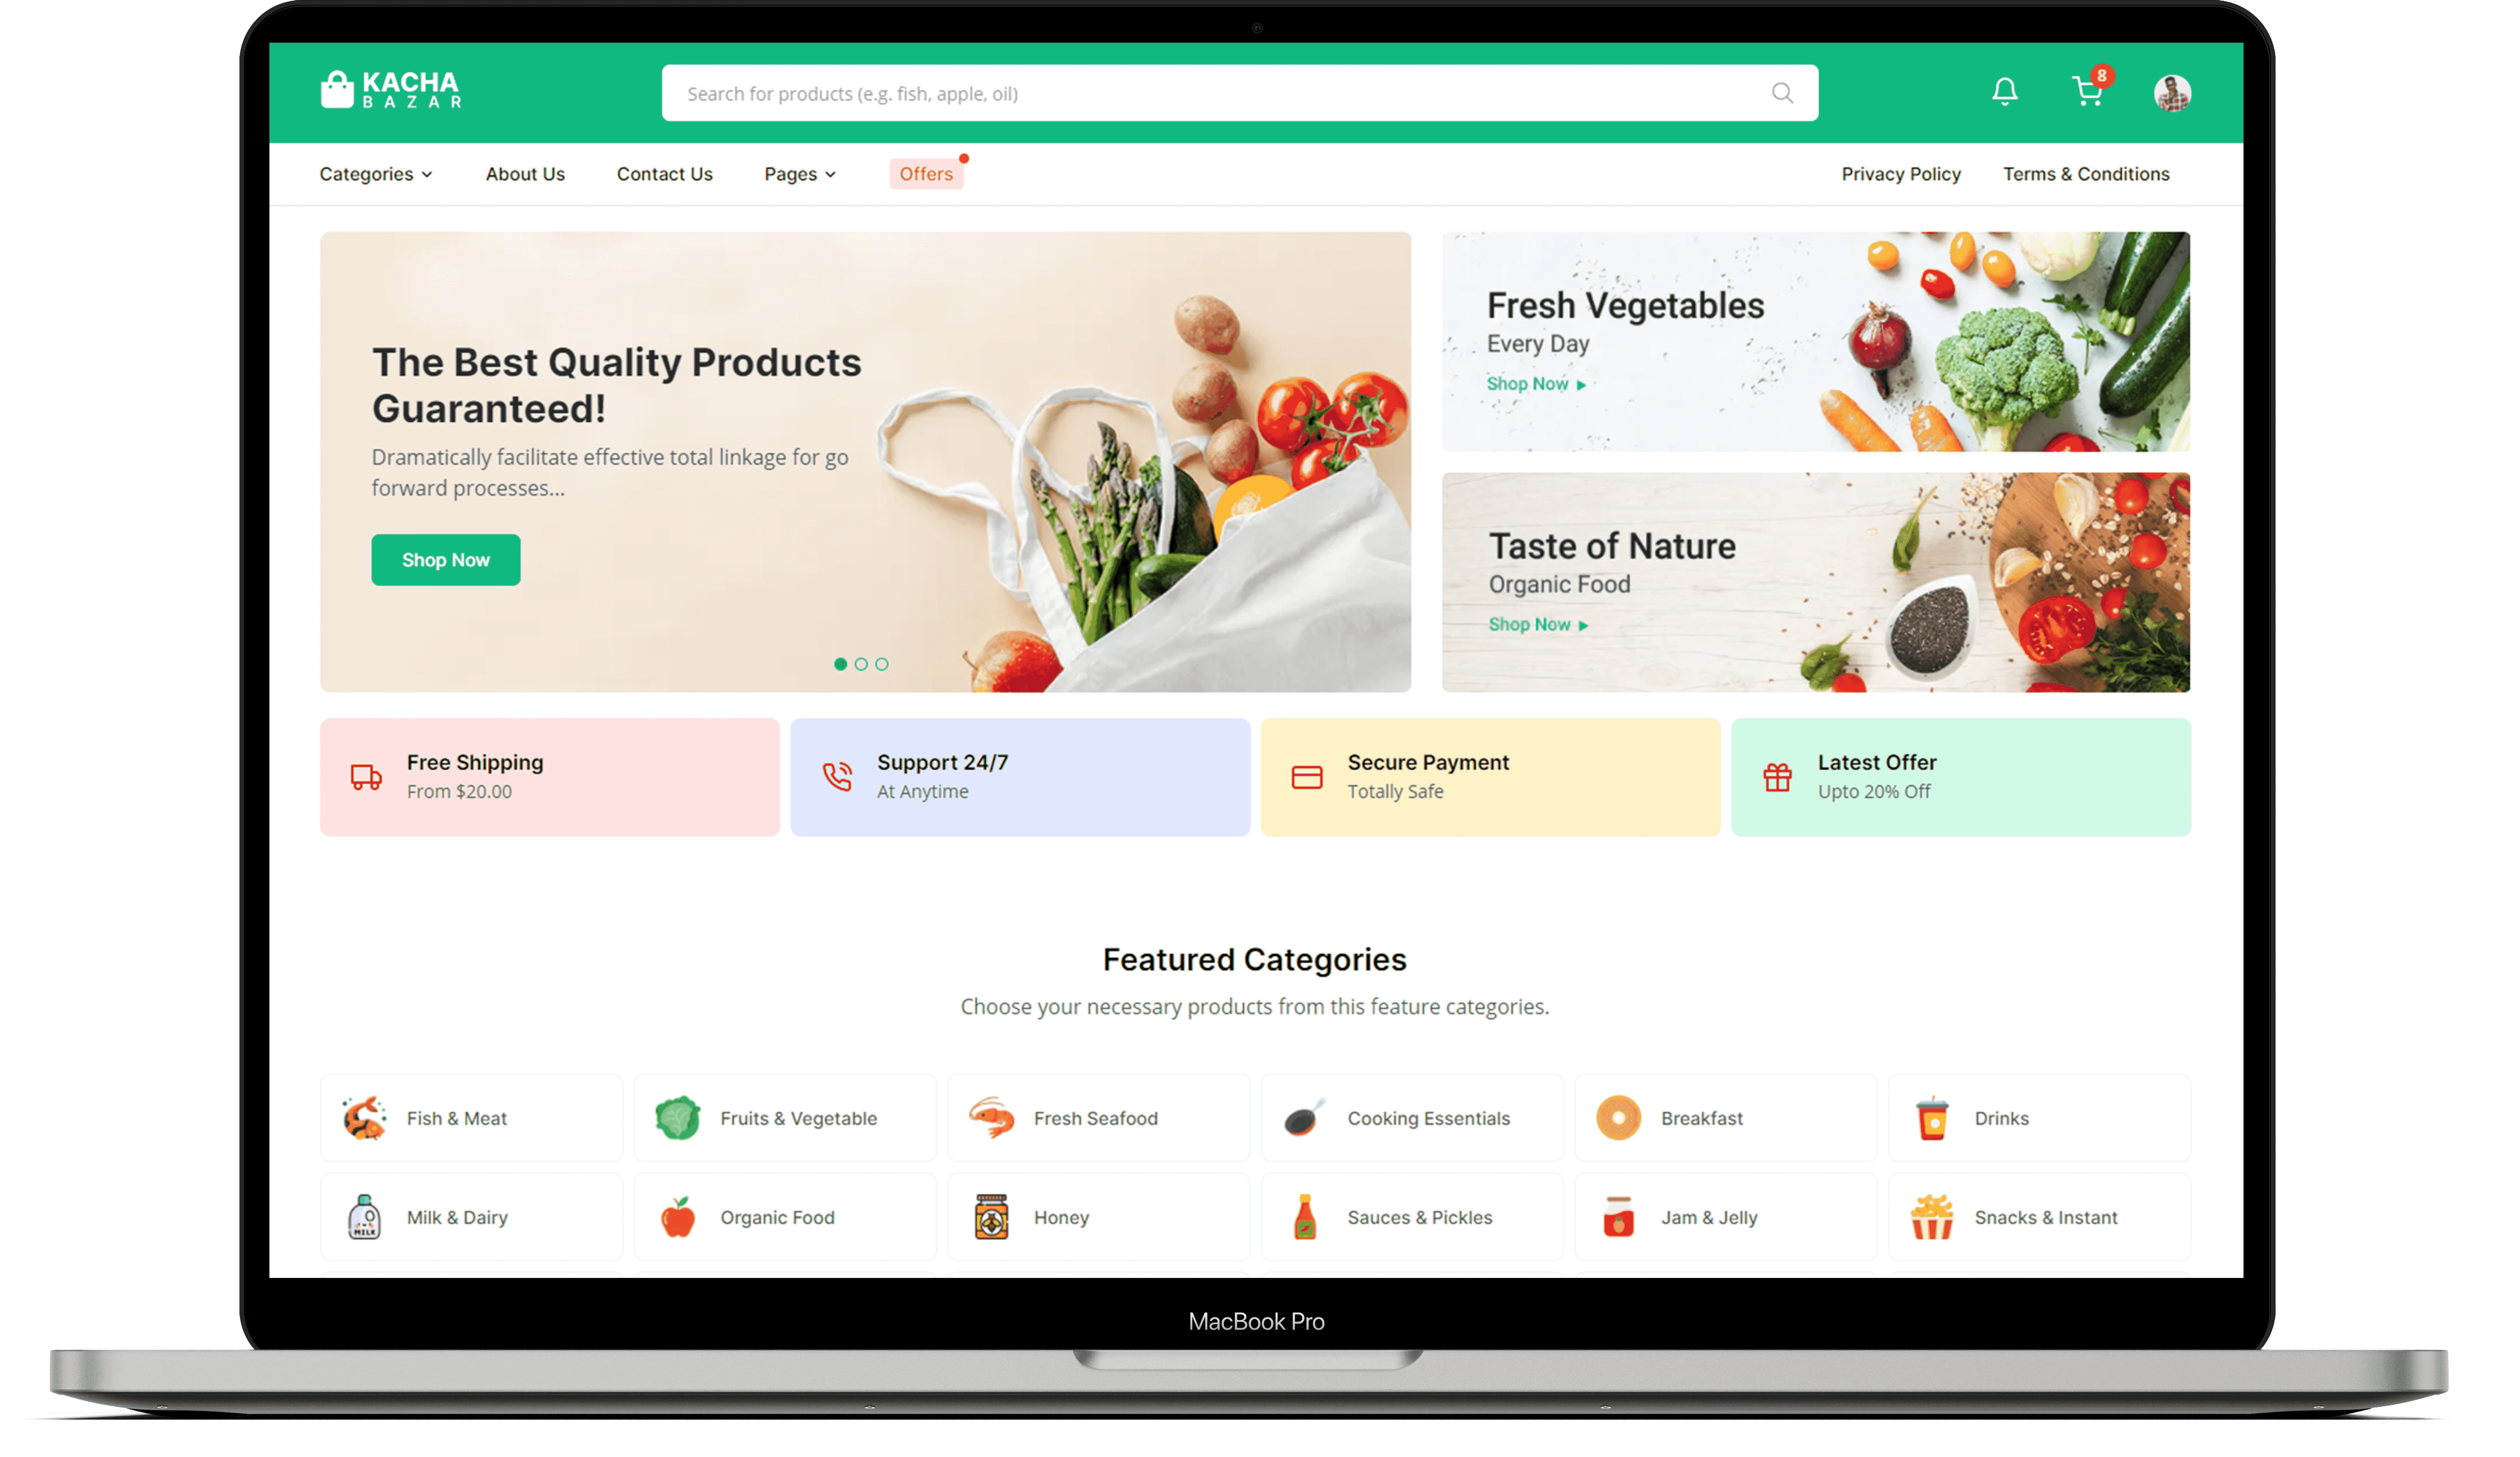 KACHA
BAZAR
Search for products (e.g. fish, apple, oil)
8
Categories
About Us
Contact Us
Pages
Offers
Privacy Policy
Terms & Conditions
The Best Quality Products
Guaranteed!
Dramatically facilitate effective total linkage for go
forward processes...
Shop Now
Fresh Vegetables
Every Day
Shop Now
Taste of Nature
Organic Food
Shop Now
Free Shipping
From $20.00
Support 24/7
At Anytime
Secure Payment
Totally Safe
Latest Offer
Upto 20% Off
Featured Categories
Choose your necessary products from this feature categories.
Fish & Meat
Fruits & Vegetable
Fresh Seafood
Cooking Essentials
Breakfast
Drinks
MILK
Milk & Dairy
Organic Food
Honey
Sauces & Pickles
Jam & Jelly
Snacks & Instant
MacBook Pro